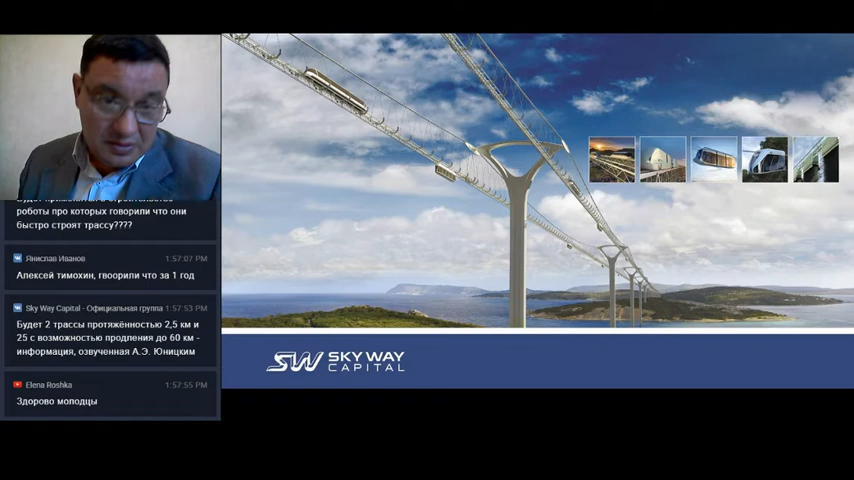 роботы про которых говорили что они
быстро строят трассу????
Янислав Иванов 1:57:07 PM
Алексей тимохин, гвоорили что за 1 год
Sky Way Capital - Официальная группа 1:57:53 PM
Будет 2 трассы протяжённостью 2,5 км и
25 с возможностью продления до 60 км -
информация, озвученная А.Э. Юницким
Elena Roshka 1:57:55 PM
Здорово молодцы
SW SKY WAY
CAPITAL